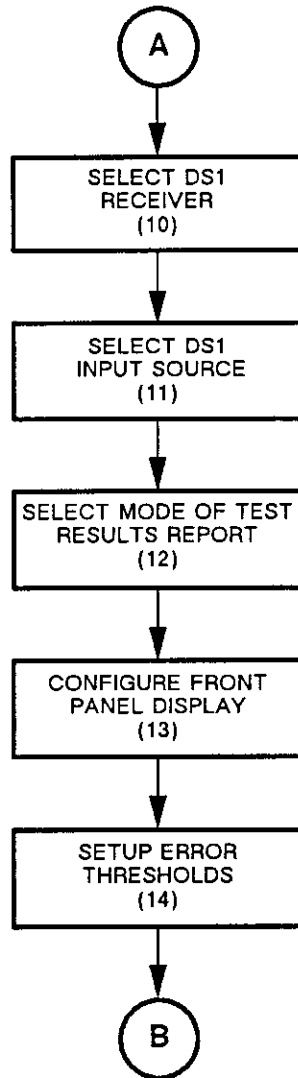 A
SELECT DS1
RECEIVER
(10)
SELECT DS1
INPUT SOURCE
(11)
SELECT MODE OF TEST
RESULTS REPORT
(12)
CONFIGURE FRONT
PANEL DISPLAY
(13)
SETUP ERROR
THRESHOLDS
(14)
B